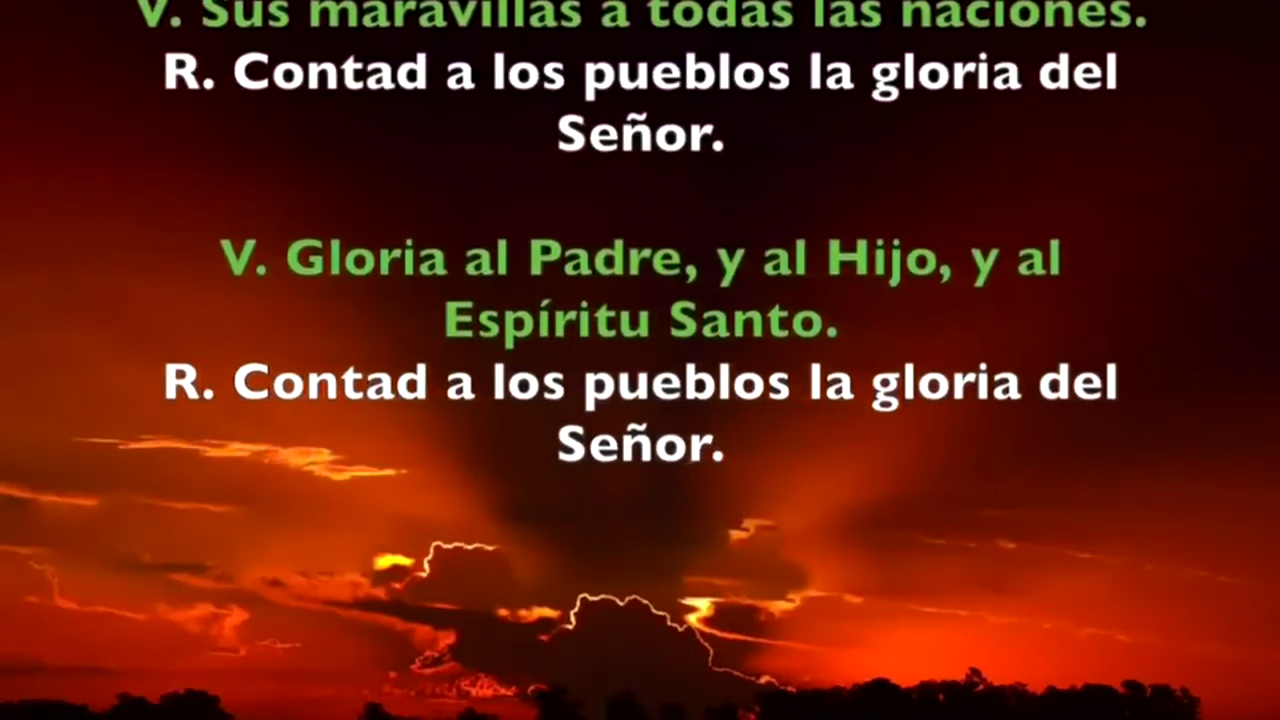 V. Sus maravillas a todas las naciones.
R. Contad a los pueblos la gloria del
Señor.
V. Gloria al Padre, y al Hijo, y al
Espíritu Santo.
R. Contad a los pueblos la gloria del
Señor.